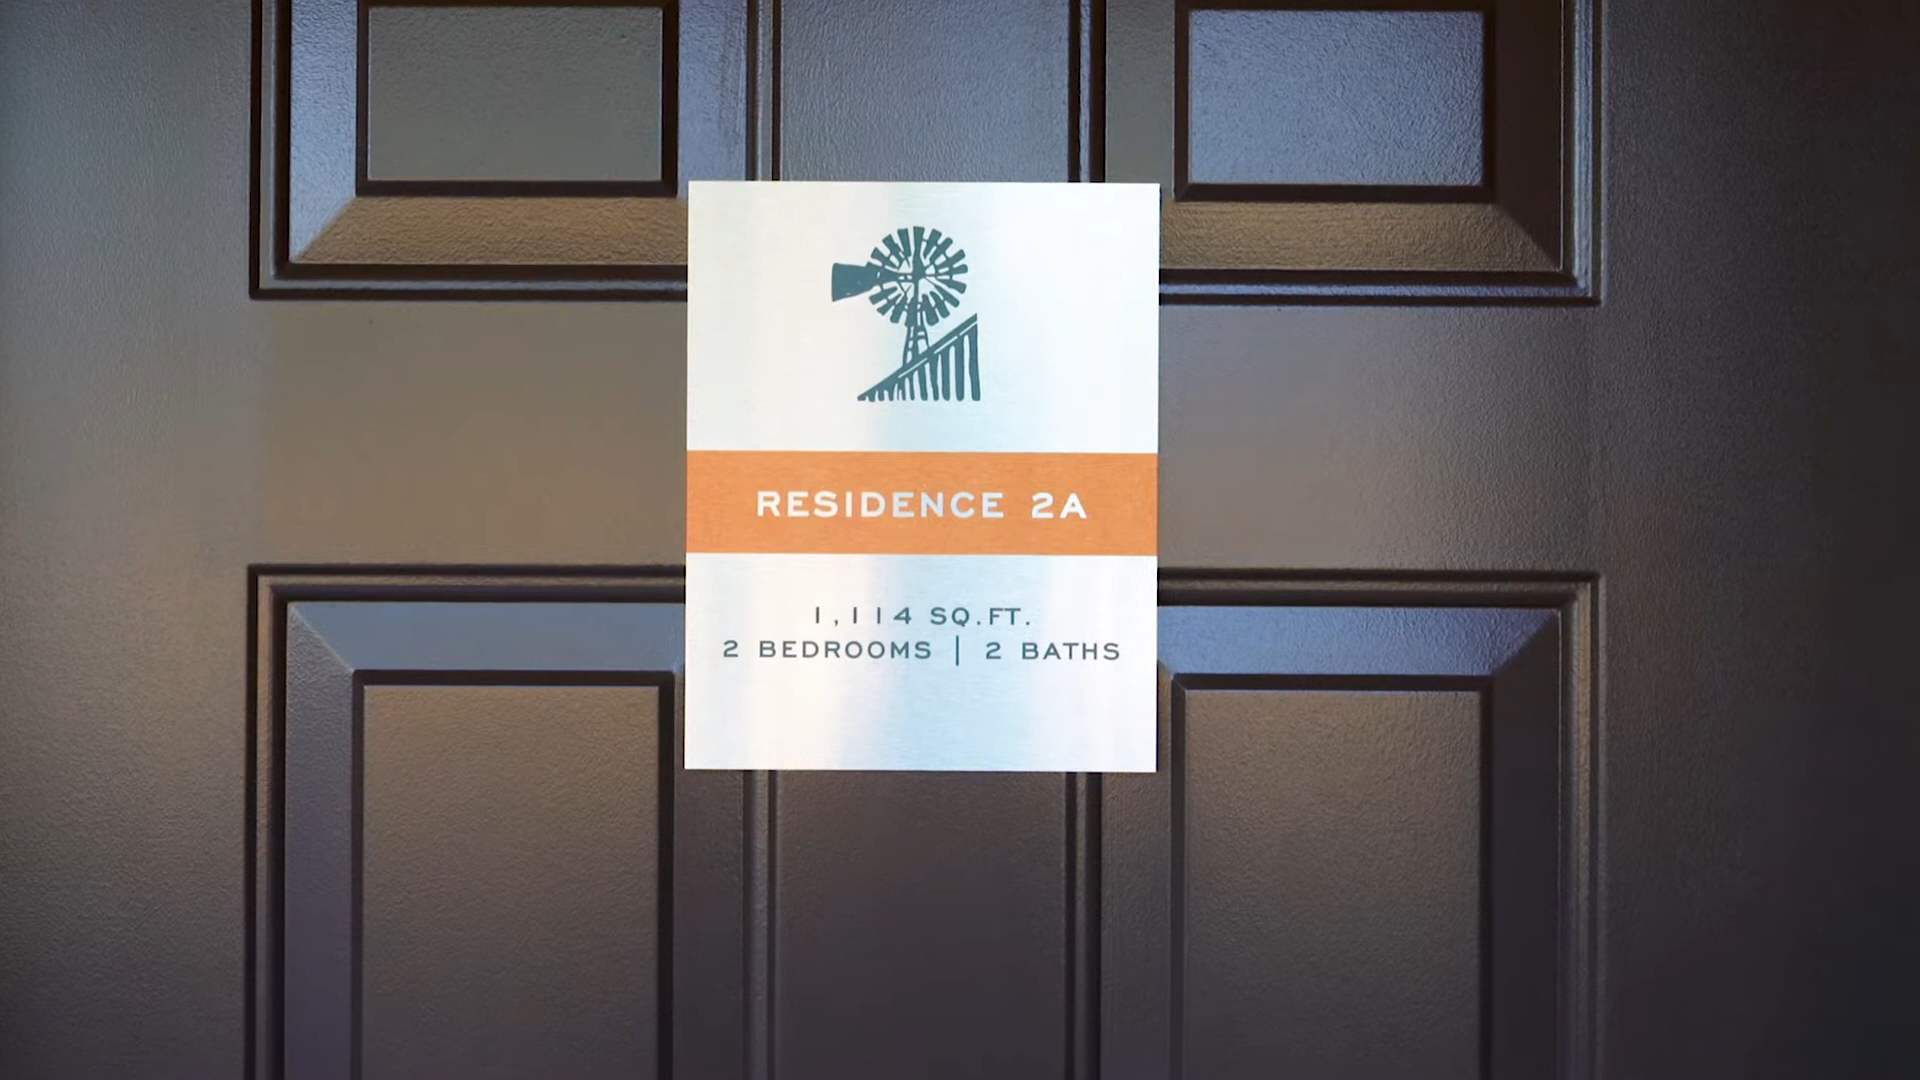 RESIDENCE 2A
1,114 SQ.FT.
2 BEDROOMS | 2 BATHS